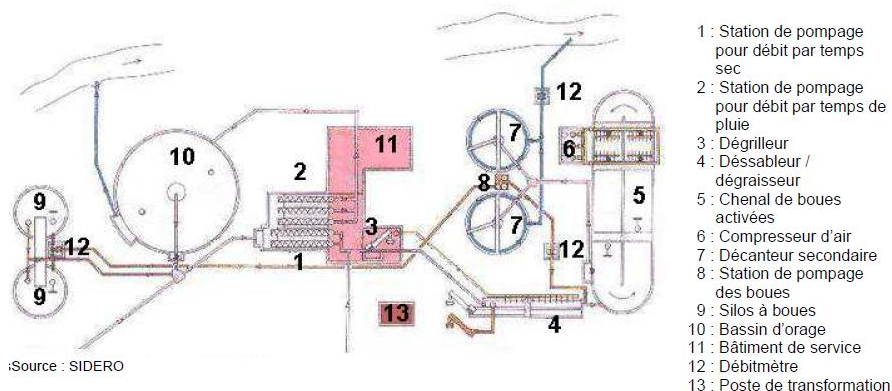 1 : Station de pompage
pour débit par temps
sec
2 : Station de pompage
pour débit par temps de
pluie
3 : Dégrilleur
4 : Déssableur /
dégraisseur
5 : Chenal de boues
activées
6 : Compresseur d'air
7 : Décanteur secondaire
8 : Station de pompage
des boues
9 : Silos à boues
10 : Bassin d'orage
11 : Bâtiment de service
12 : Débitmètre
13 : Poste de transformation
12
7
11
6
10
2
8
9
5
7
3
12
12
1
9
13
4
sSource : SIDERO